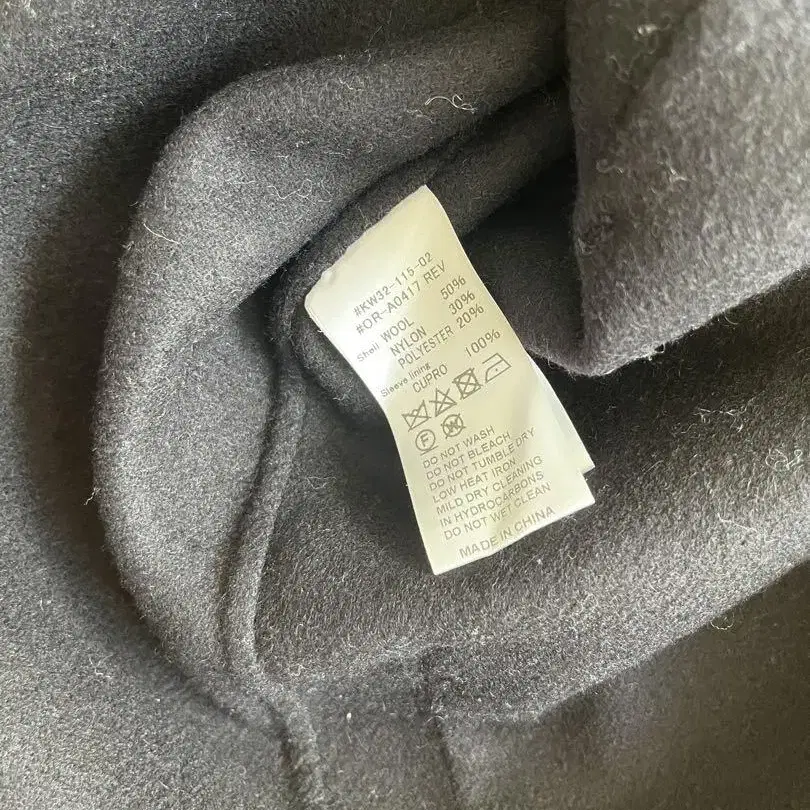 #KW32-115-02
#OR-A0417 REV
Shell WOOL 50%
NYLON 30%
POLYESTER 20%
Sleeve lining
CUPRO 100%
F W
DO NOT WASH
DO NOT BLEACH
DO NOT TUMBLE DRY
LOW HEAT IRON
MILD DRY CLEANING
IN HYDROCARBONS
DO NOT WET CLEAN
MADE IN CHINA